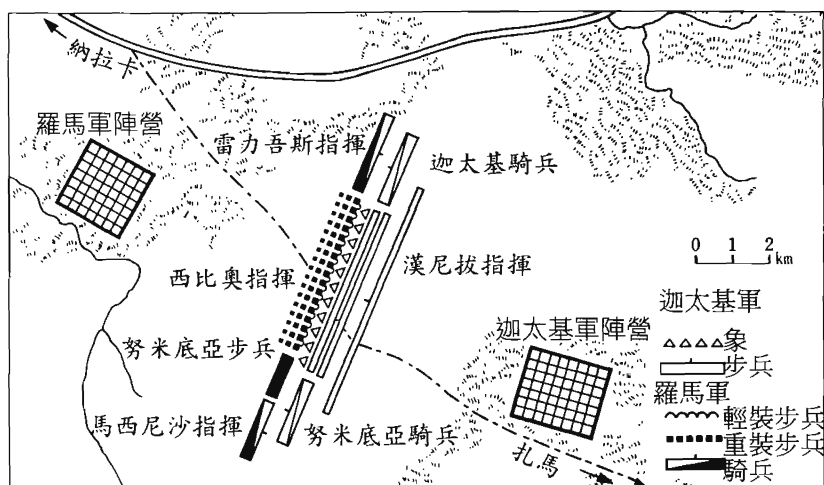 納拉卡
羅馬軍陣營
雷力吾斯指揮
迦太基騎兵
西比奧指揮
漢尼拔指揮
努米底亞步兵
馬西尼沙指揮
努米底亞騎兵
迦太基軍陣營
扎馬
0 1 2
km
迦太基軍
象
步兵
羅馬軍
輕裝步兵
重裝步兵
騎兵